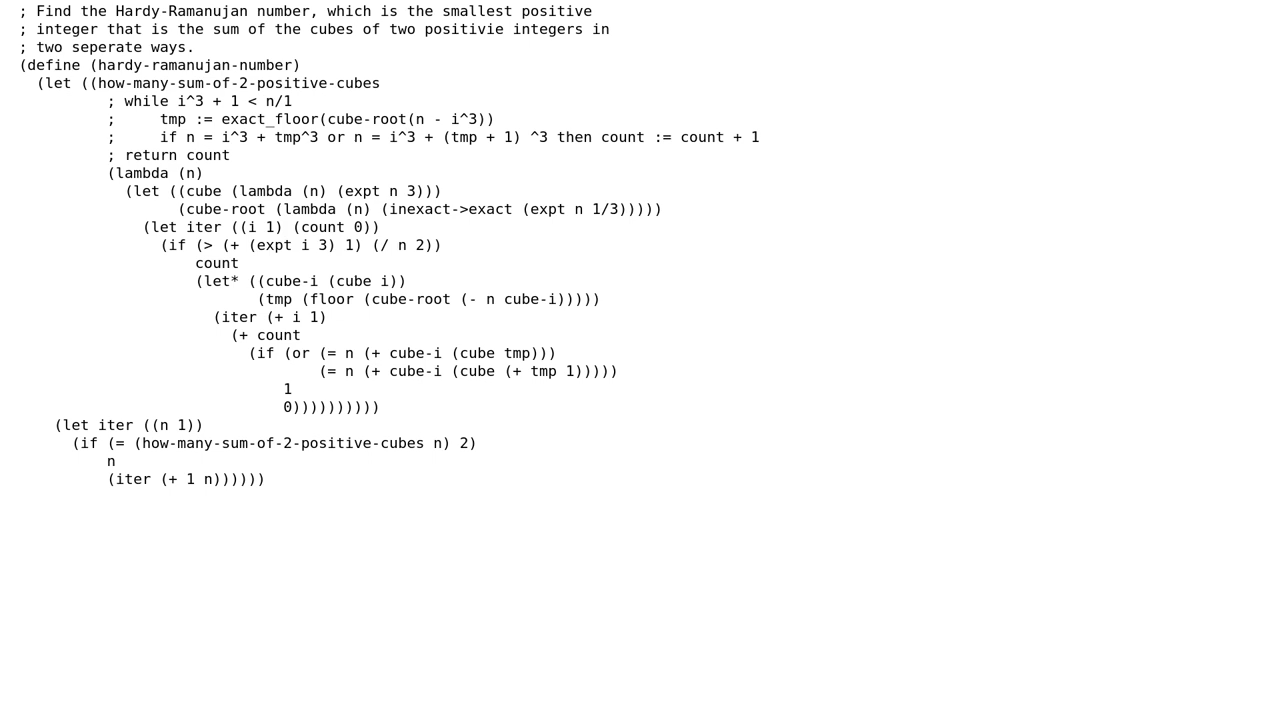 ; Find the Hardy-Ramanujan number, which is the smallest positive
; integer that is the sum of the cubes of two positivie integers in
; two seperate ways.
(define (hardy-ramanujan-number)
  (let ((how-many-sum-of-2-positive-cubes
          ; while i^3 + 1 < n/1
          ;     tmp := exact_floor(cube-root(n - i^3))
          ;     if n = i^3 + tmp^3 or n = i^3 + (tmp + 1) ^3 then count := count + 1
          ; return count
          (lambda (n)
            (let ((cube (lambda (n) (expt n 3)))
                  (cube-root (lambda (n) (inexact->exact (expt n 1/3)))))
              (let iter ((i 1) (count 0))
                (if (> (+ (expt i 3) 1) (/ n 2))
                    count
                    (let* ((cube-i (cube i))
                           (tmp (floor (cube-root (- n cube-i)))))
                      (iter (+ i 1)
                        (+ count
                          (if (or (= n (+ cube-i (cube tmp)))
                                  (= n (+ cube-i (cube (+ tmp 1)))))
                              1
                              0))))))))))
    (let iter ((n 1))
      (if (= (how-many-sum-of-2-positive-cubes n) 2)
          n
          (iter (+ 1 n))))))